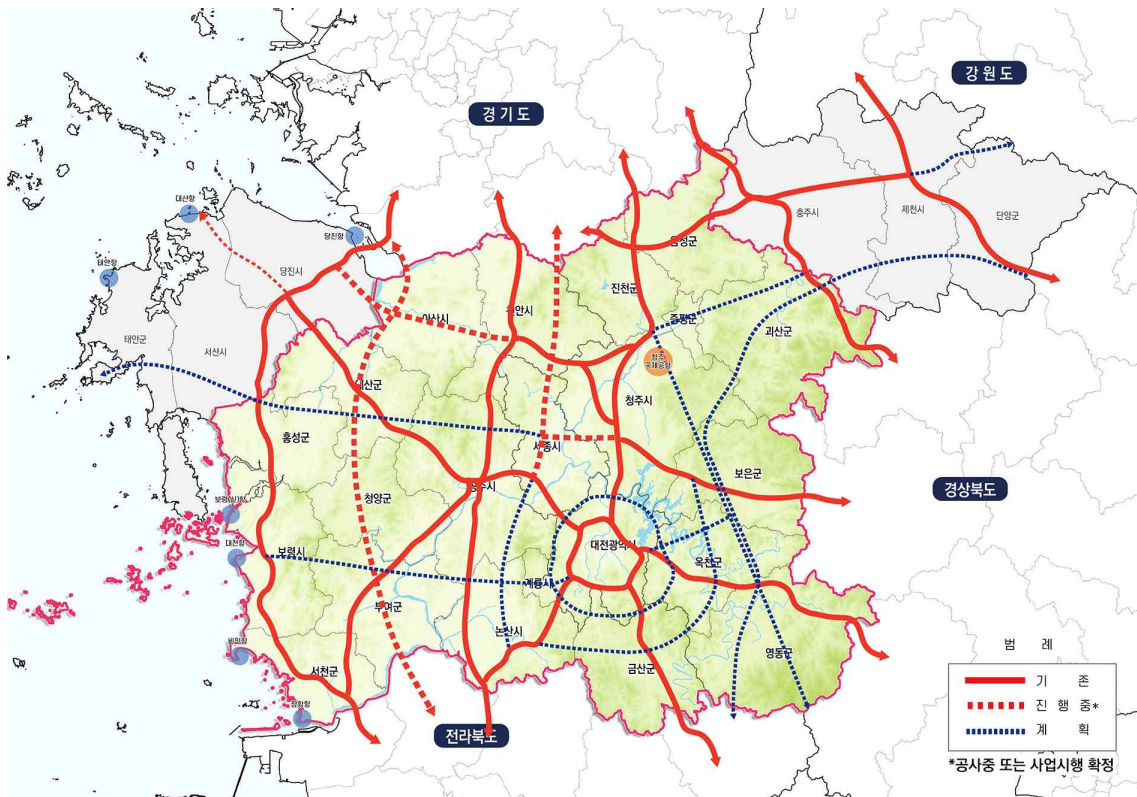 강원도
경기도
대산항
당진항
태안항
당진시
태안군
서산시
충주시
제천시
단양군
음성군
진천군
천안시
아산시
증평군
괴산군
청주
국제공항
청주시
예산군
홍성군
세종시
보은군
청양군
공주시
경상북도
보령(신)항
대천항
보령시
대전광역시
옥천군
계룡시
부여군
논산시
비인항
서천군
금산군
영동군
장항항
전라북도
범 례
기 존
진 행 중*
계 획
*공사중 또는 사업시행 확정